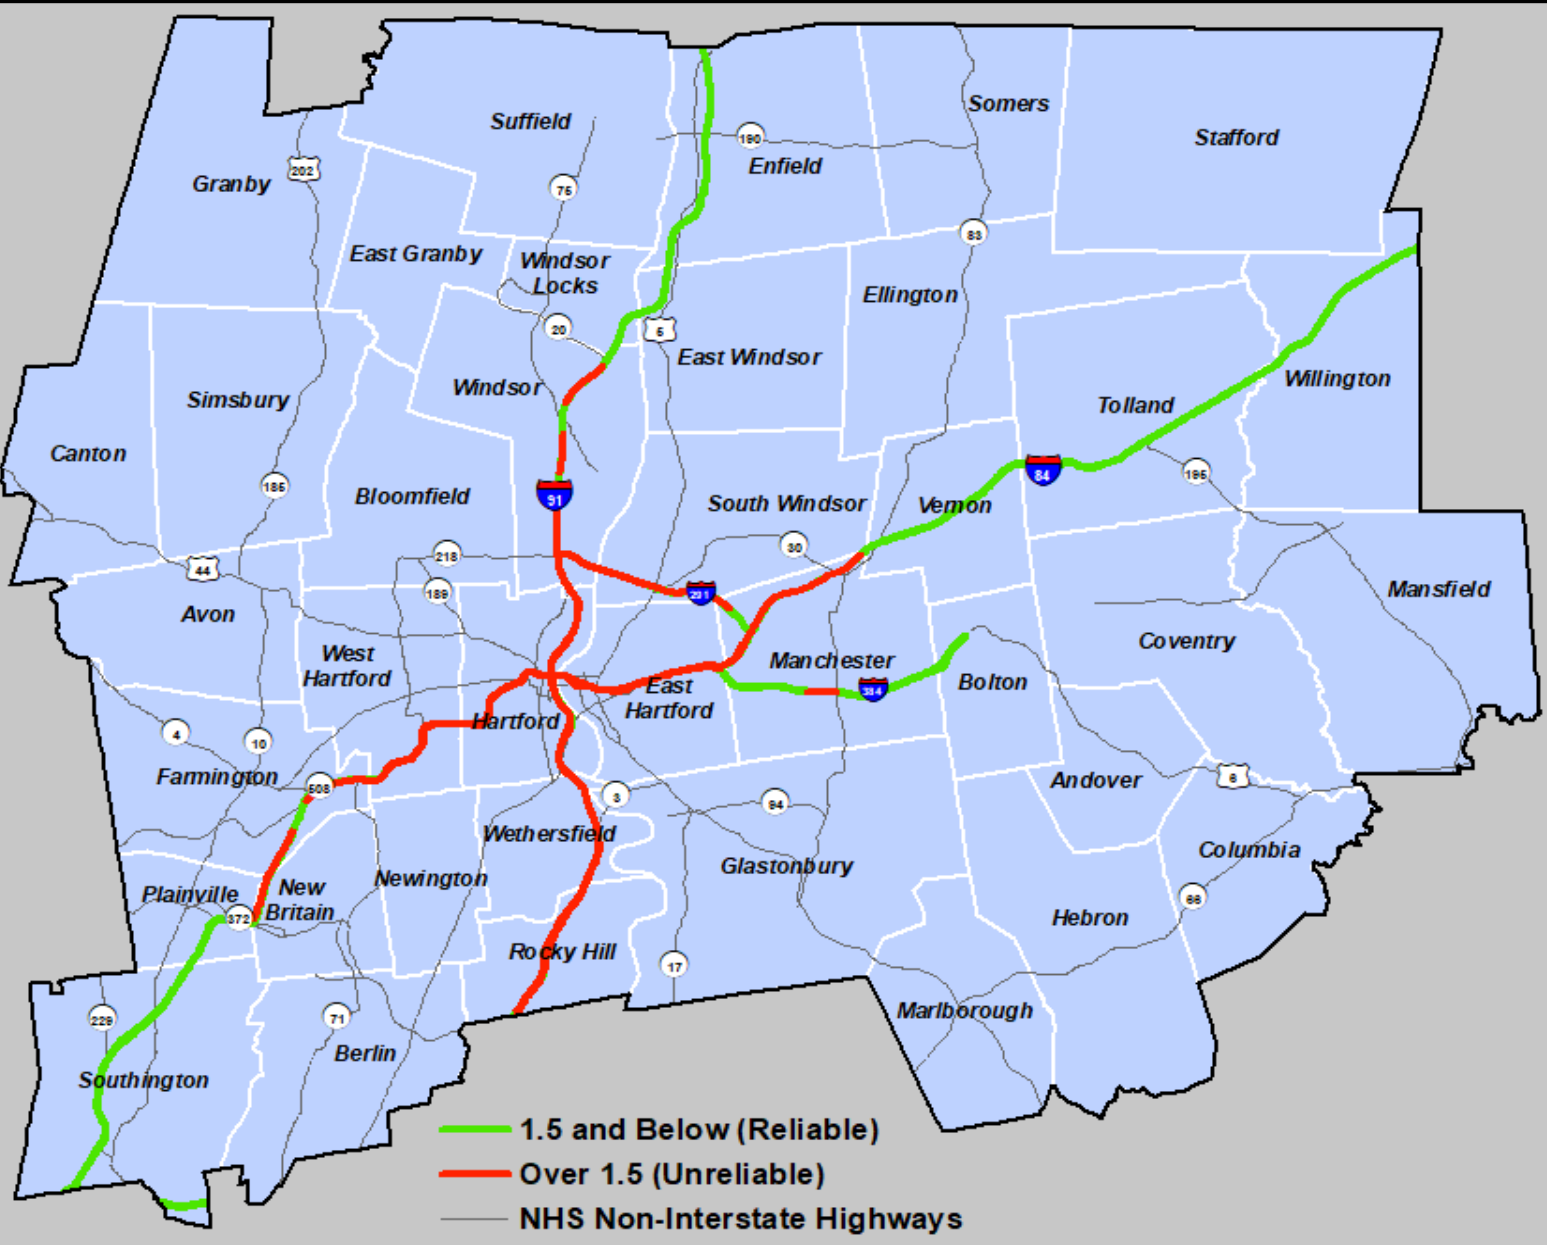 Somers
Suffield
190
Stafford
Enfield
202
Granby
75
83
East Granby
Windsor
Locks
Ellington
20
5
East Windsor
Windsor
Willington
Simsbury
Tolland
Canton
84
195
185
91
Bloomfield
South Windsor
Vernon
30
218
44
189
291
Mansfield
Avon
Coventry
West
Hartford
Manchester
Bolton
384
East
Hartford
Hartford
4
10
Farmington
508
3
94
6
Andover
Wethersfield
Columbia
Glastonbury
Newington
Plainville
New
Britain
372
66
Hebron
Rocky Hill
17
Marlborough
229
71
Berlin
Southington
1.5 and Below (Reliable)
Over 1.5 (Unreliable)
NHS Non-Interstate Highways